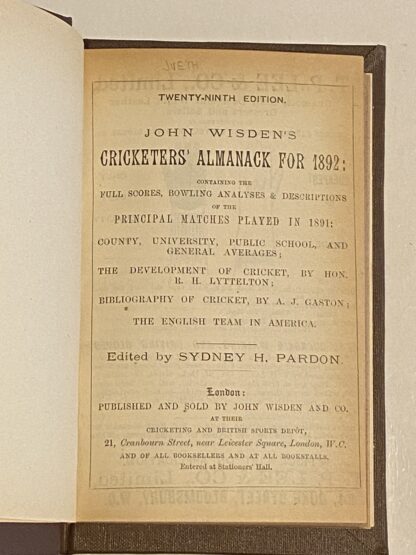 TWENTY-NINTH EDITION.
JOHN WISDEN'S
CRICKETERS' ALMANACK FOR 1892:
CONTAINING THE
FULL SCORES, BOWLING ANALYSES & DESCRIPTIONS
OF THE
PRINCIPAL MATCHES PLAYED IN 1891;
COUNTY, UNIVERSITY, PUBLIC SCHOOL, AND
GENERAL AVERAGES;
THE DEVELOPMENT OF CRICKET, BY HON.
R. H. LYTTELTON;
BIBLIOGRAPHY OF CRICKET, BY A. J. GASTON;
THE ENGLISH TEAM IN AMERICA.
Edited by SYDNEY H. PARDON.
London:
PUBLISHED AND SOLD BY JOHN WISDEN AND CO.
AT THEIR
CRICKETING AND BRITISH SPORTS DEPÔT,
21, Cranbourn Street, near Leicester Square, London, W.C.
AND OF ALL BOOKSELLERS AND AT ALL BOOKSTALLS.
Entered at Stationers' Hall.